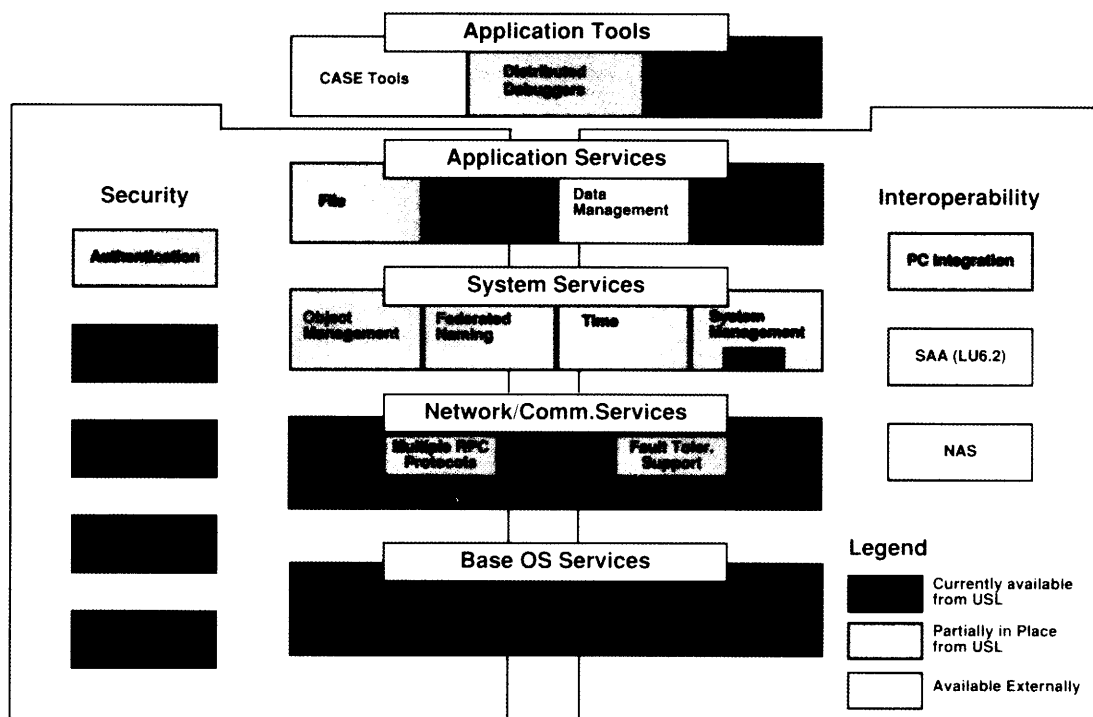 Application Tools
CASE Tools
Distributed
Debuggers
Application Services
Security
File
Data
Management
Interoperability
Authentication
PC Integration
System Services
Object
Management
Federated
Naming
Time
System
Management
SAA (LU6.2)
Network/Comm.Services
Multiple RPC
Protocols
Fault Toler.
Support
NAS
Base OS Services
Legend
Currently available
from USL
Partially in Place
from USL
Available Externally